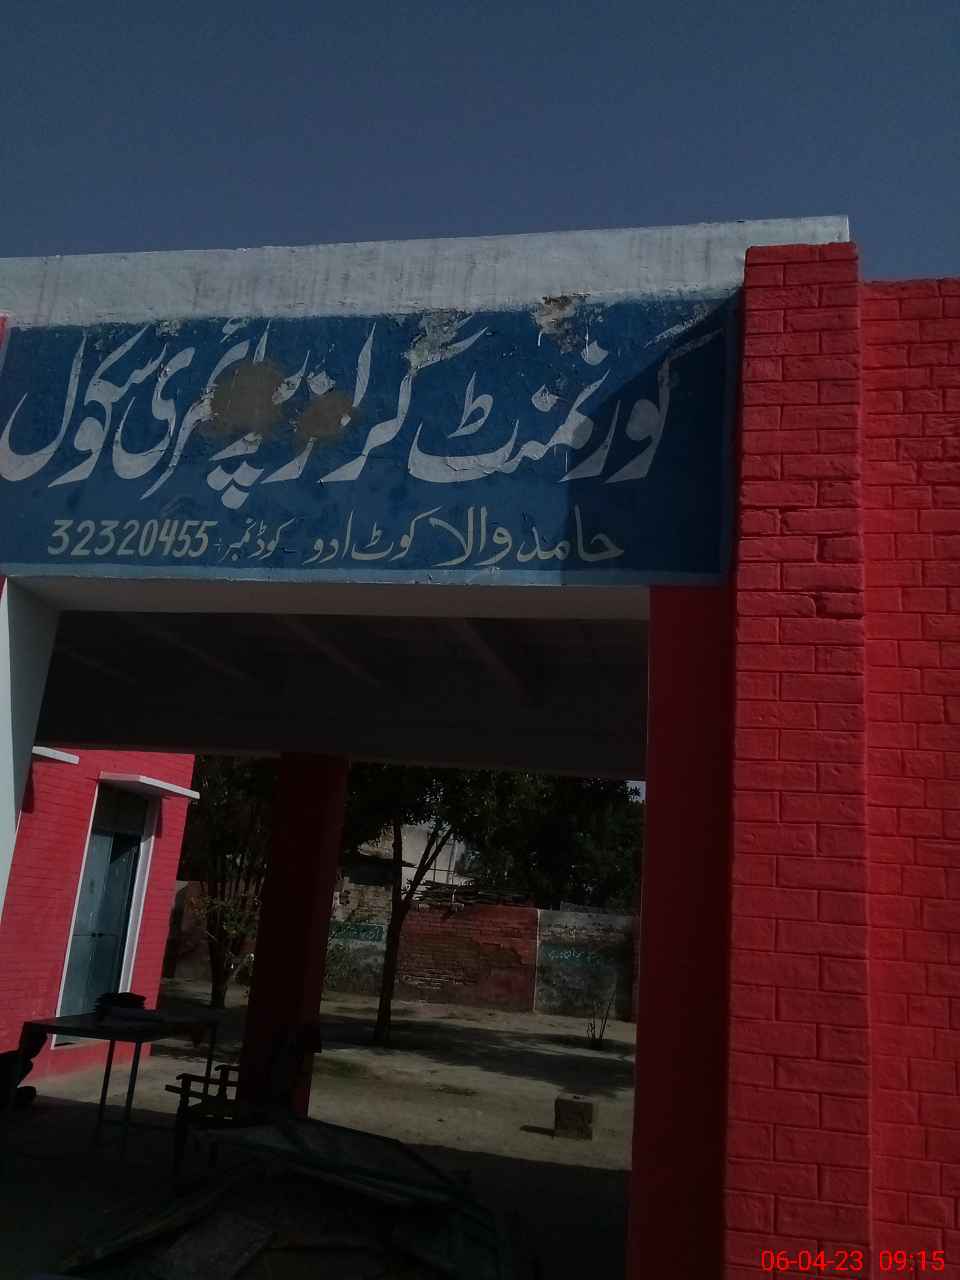 گورنمنٹ گرلز پرائمری سکول
حامد والا کوٹ ادو - کوڈ نمبر 32320455
06-04-23 09:15